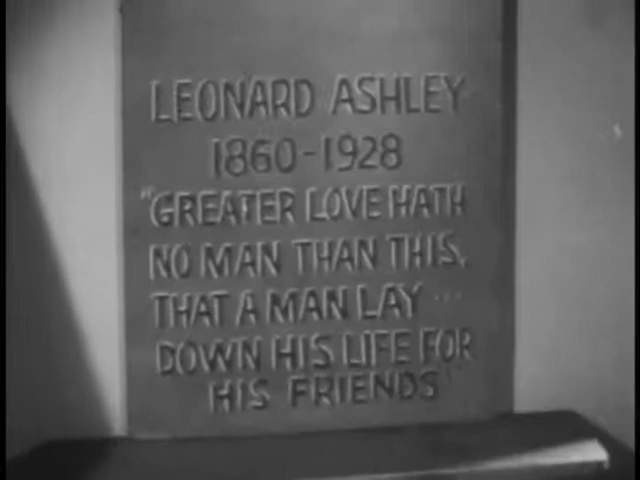 LEONARD ASHLEY
1860-1928
"GREATER LOVE HATH
NO MAN THAN THIS,
THAT A MAN LAY
DOWN HIS LIFE FOR
HIS FRIENDS"